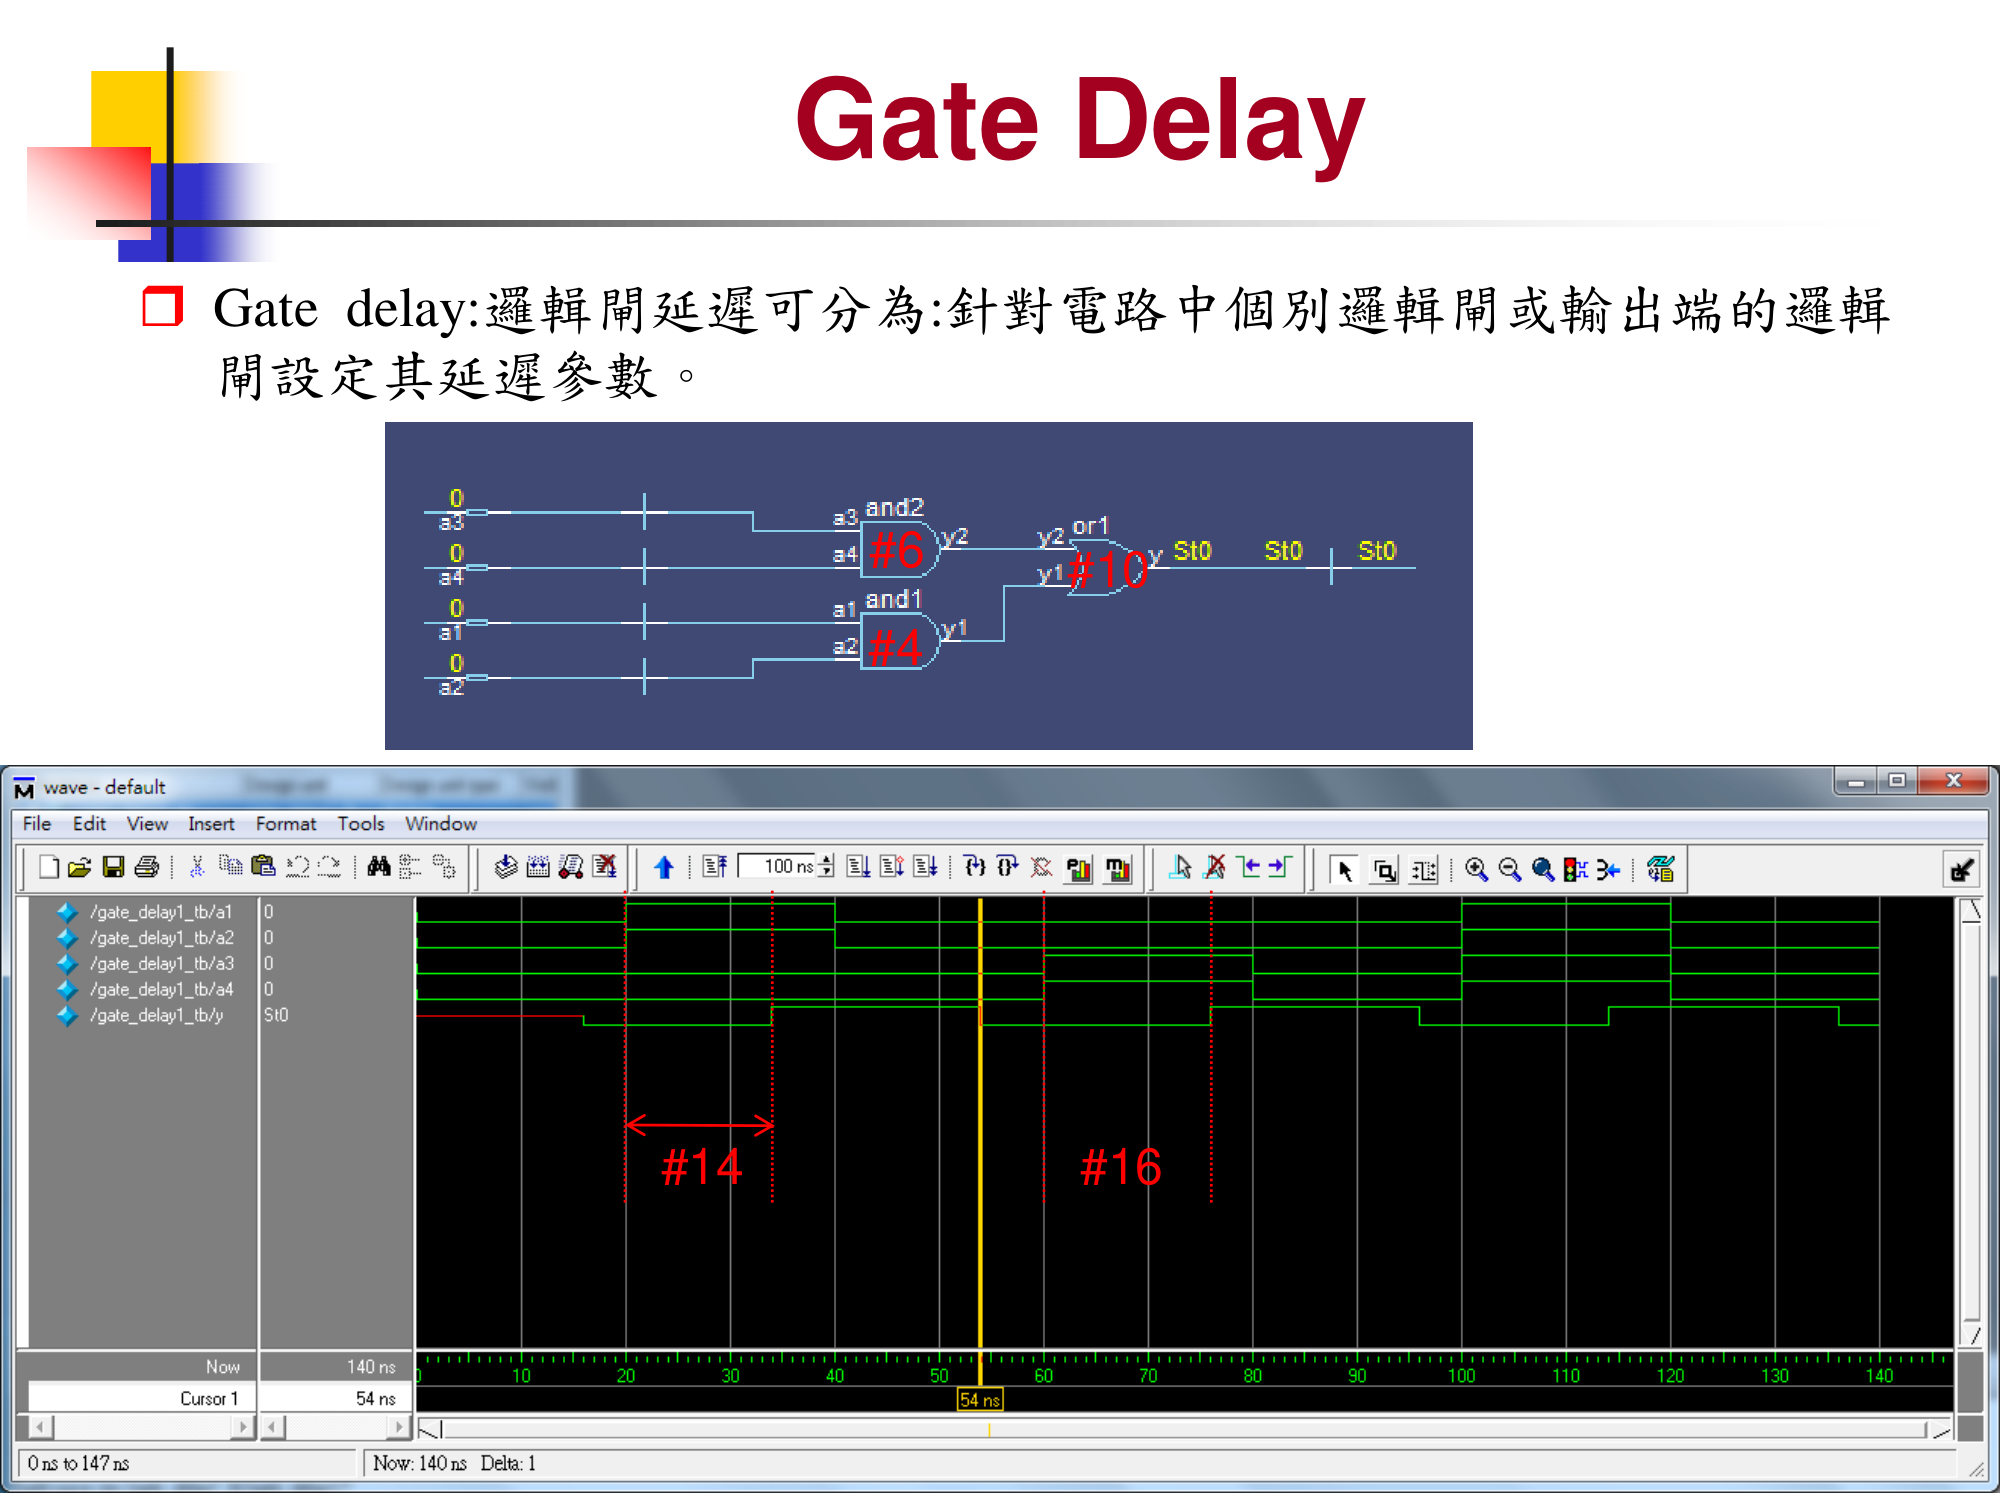 Gate Delay
Gate delay:邏輯閘延遲可分為:針對電路中個別邏輯閘或輸出端的邏輯
閘設定其延遲參數。
0
a3
0
a4
0
a1
0
a2
and2
a3
a4
#6
y2
and1
a1
a2
#4
y1
or1
y2
y1
#10
y
St0 St0 St0
wave - default
File Edit View Insert Format Tools Window
100 ns
/gate_delay1_tb/a1 0
/gate_delay1_tb/a2 0
/gate_delay1_tb/a3 0
/gate_delay1_tb/a4 0
/gate_delay1_tb/y St0
#14 #16
Now 140 ns
0 10 20 30 40 50 60 70 80 90 100 110 120 130 140
Cursor 1 54 ns
54 ns
0 ns to 147 ns
Now: 140 ns Delta: 1